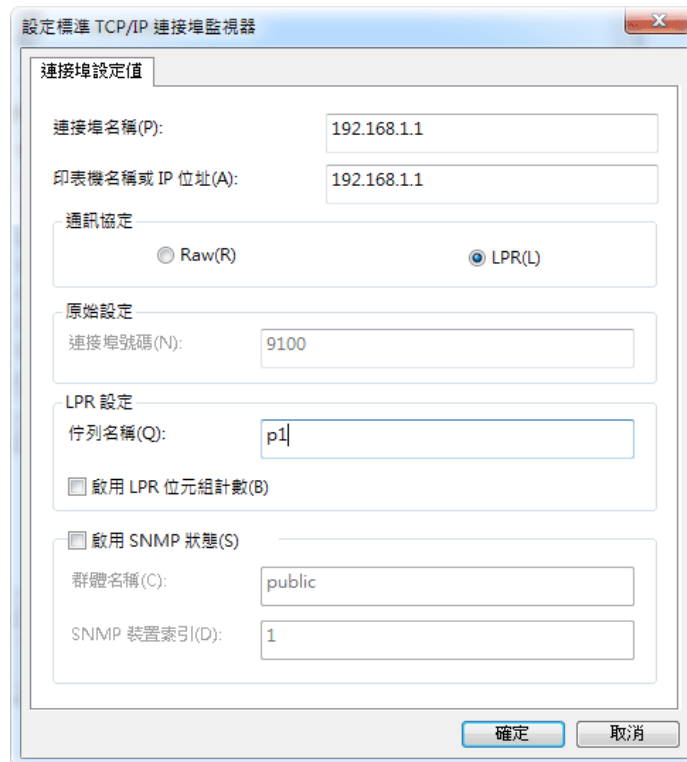 設定標準 TCP/IP 連接埠監視器
連接埠設定值
連接埠名稱(P): 192.168.1.1
印表機名稱或 IP 位址(A): 192.168.1.1
通訊協定
Raw(R) LPR(L)
原始設定
連接埠號碼(N): 9100
LPR 設定
佇列名稱(Q): p1
啟用 LPR 位元組計數(B)
啟用 SNMP 狀態(S)
群體名稱(C): public
SNMP 裝置索引(D): 1
確定 取消